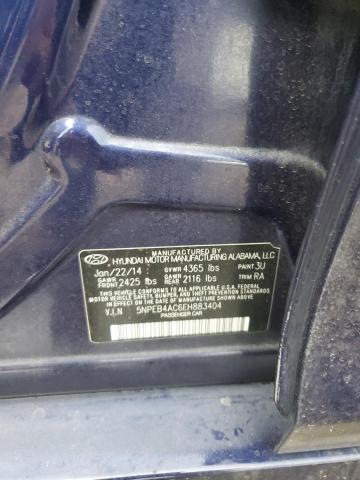 MANUFACTURED BY
HYUNDAI MOTOR MANUFACTURING ALABAMA, LLC
Jan/22/14 GVWR 4365 lbs PAINT 3U
GAWR FRONT 2425 lbs GAWR REAR 2116 lbs TRIM RA
THIS VEHICLE CONFORMS TO ALL APPLICABLE U.S.A. FEDERAL
MOTOR VEHICLE SAFETY, BUMPER, AND THEFT PREVENTION
STANDARDS IN EFFECT ON THE DATE OF MANUFACTURE SHOWN ABOVE.
V.I.N 5NPEB4AC6EH883404
PASSENGER CAR